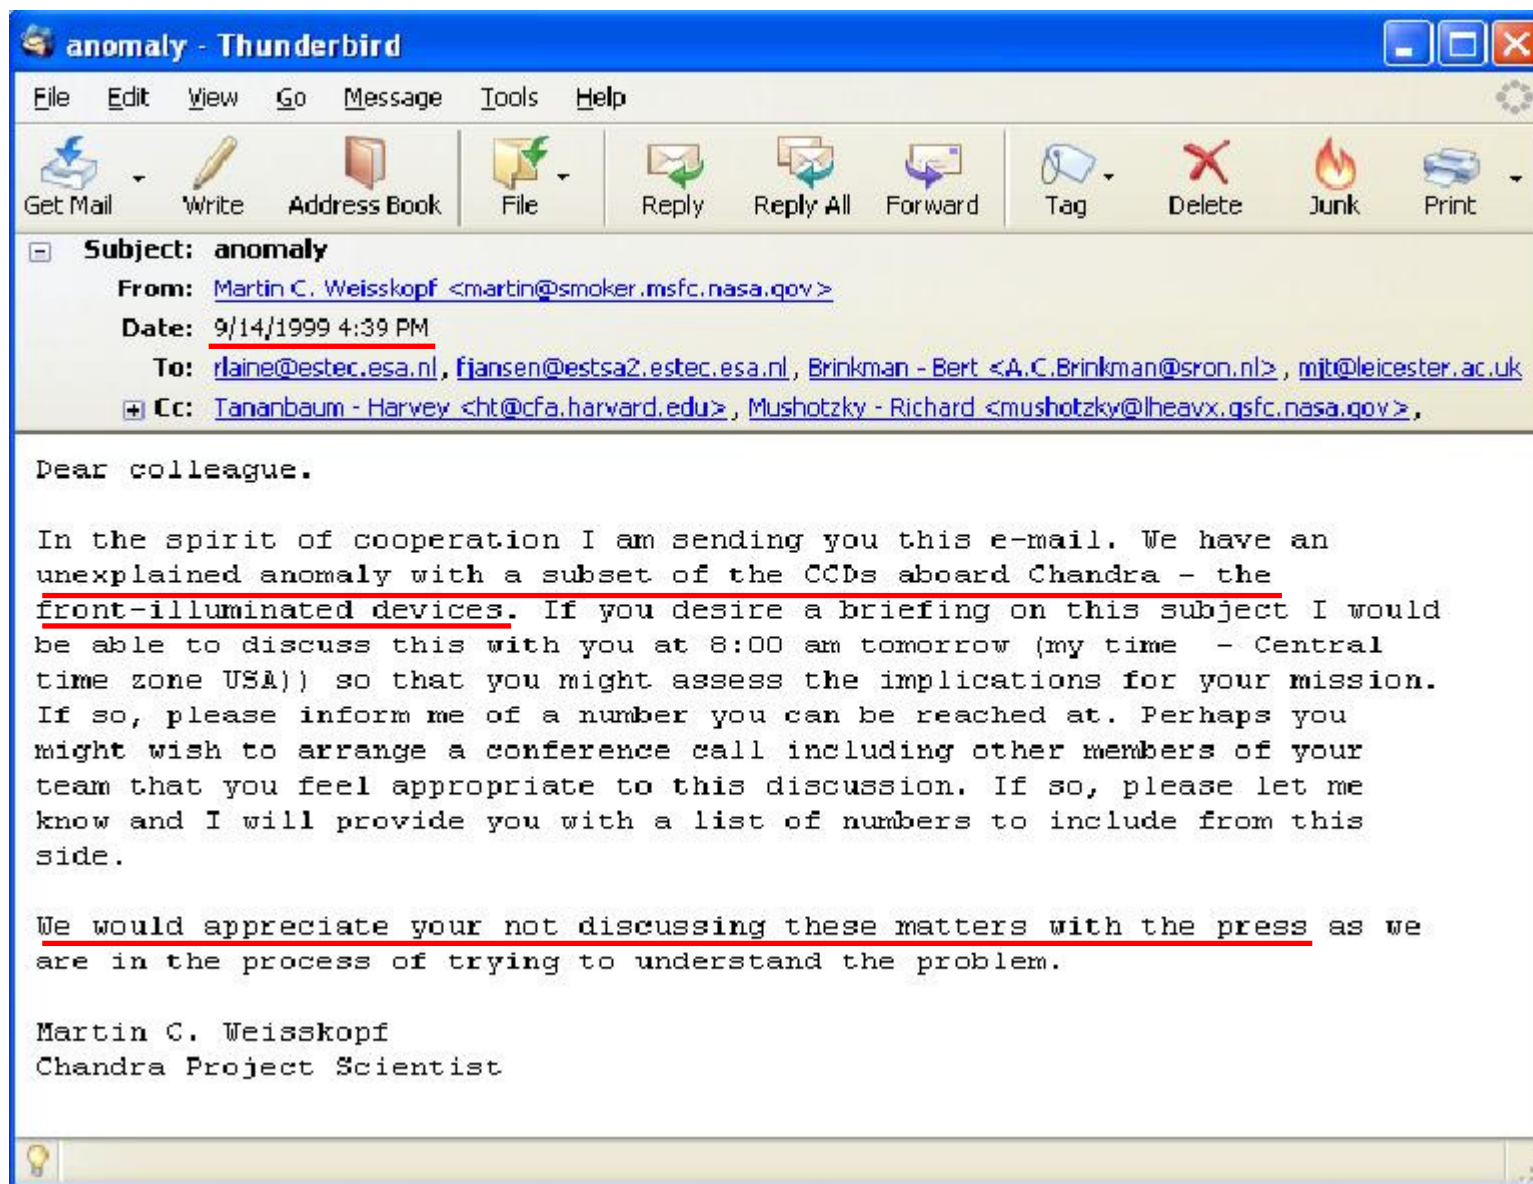 anomaly - Thunderbird
File Edit View Go Message Tools Help
Get Mail Write Address Book File Reply Reply All Forward Tag Delete Junk Print
Subject: anomaly
From: Martin C. Weisskopf <martin@smoker.msfc.nasa.gov>
Date: 9/14/1999 4:39 PM
To: rlaine@estec.esa.nl, fjansen@estsa2.estec.esa.nl, Brinkman - Bert <A.C.Brinkman@sron.nl>, mjt@leicester.ac.uk
Cc: Tananbaum - Harvey <ht@cfa.harvard.edu>, Mushotzky - Richard <mushotzky@lheavx.gsfc.nasa.gov>,
Dear colleague.
In the spirit of cooperation I am sending you this e-mail. We have an
unexplained anomaly with a subset of the CCDs aboard Chandra - the
front-illuminated devices. If you desire a briefing on this subject I would
be able to discuss this with you at 8:00 am tomorrow (my time - Central
time zone USA)) so that you might assess the implications for your mission.
If so, please inform me of a number you can be reached at. Perhaps you
might wish to arrange a conference call including other members of your
team that you feel appropriate to this discussion. If so, please let me
know and I will provide you with a list of numbers to include from this
side.
We would appreciate your not discussing these matters with the press as we
are in the process of trying to understand the problem.
Martin C. Weisskopf
Chandra Project Scientist